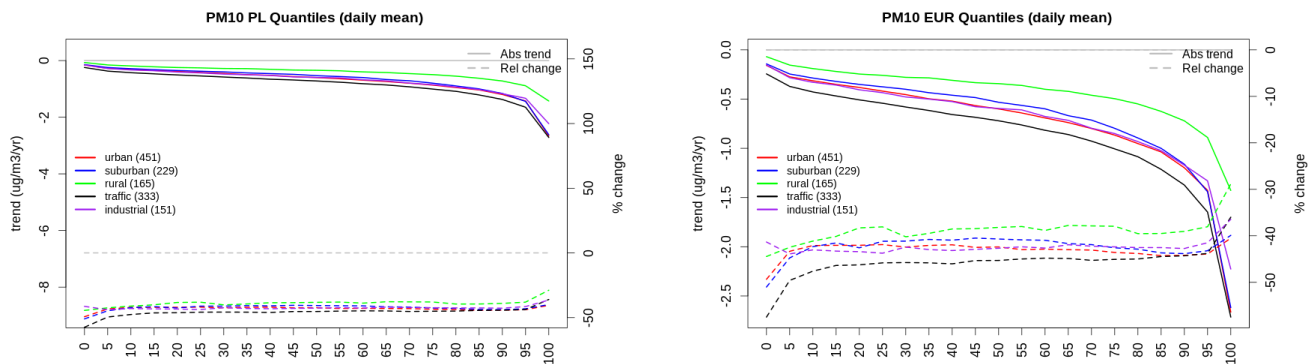 PM10 PL Quantiles (daily mean)
Abs trend
Rel change
urban (451)
suburban (229)
rural (165)
traffic (333)
industrial (151)
trend (ug/m3/yr)
0
-2
-4
-6
-8
% change
150
100
50
0
-50
0 5 10 15 20 25 30 35 40 45 50 55 60 65 70 75 80 85 90 95 100
PM10 EUR Quantiles (daily mean)
Abs trend
Rel change
urban (451)
suburban (229)
rural (165)
traffic (333)
industrial (151)
trend (ug/m3/yr)
0.0
-0.5
-1.0
-1.5
-2.0
-2.5
% change
0
-10
-20
-30
-40
-50
0 5 10 15 20 25 30 35 40 45 50 55 60 65 70 75 80 85 90 95 100